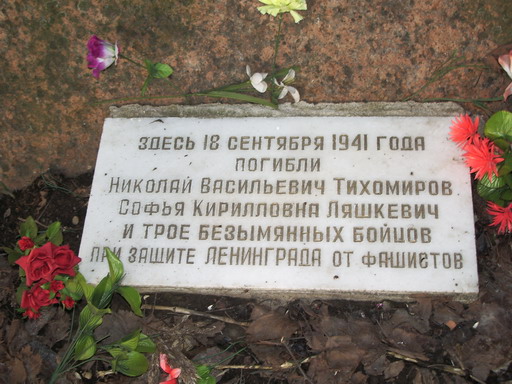 ЗДЕСЬ 18 СЕНТЯБРЯ 1941 ГОДА
ПОГИБЛИ
НИКОЛАЙ ВАСИЛЬЕВИЧ ТИХОМИРОВ
СОФЬЯ КИРИЛЛОВНА ЛЯШКЕВИЧ
И ТРОЕ БЕЗЫМЯННЫХ БОЙЦОВ
ПРИ ЗАЩИТЕ ЛЕНИНГРАДА ОТ ФАШИСТОВ